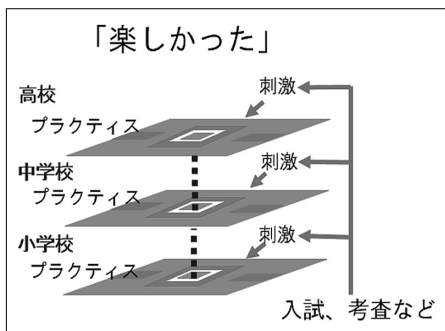 「楽しかった」
高校
刺激
プラクティス
中学校
刺激
プラクティス
小学校
刺激
プラクティス
入試、考査など